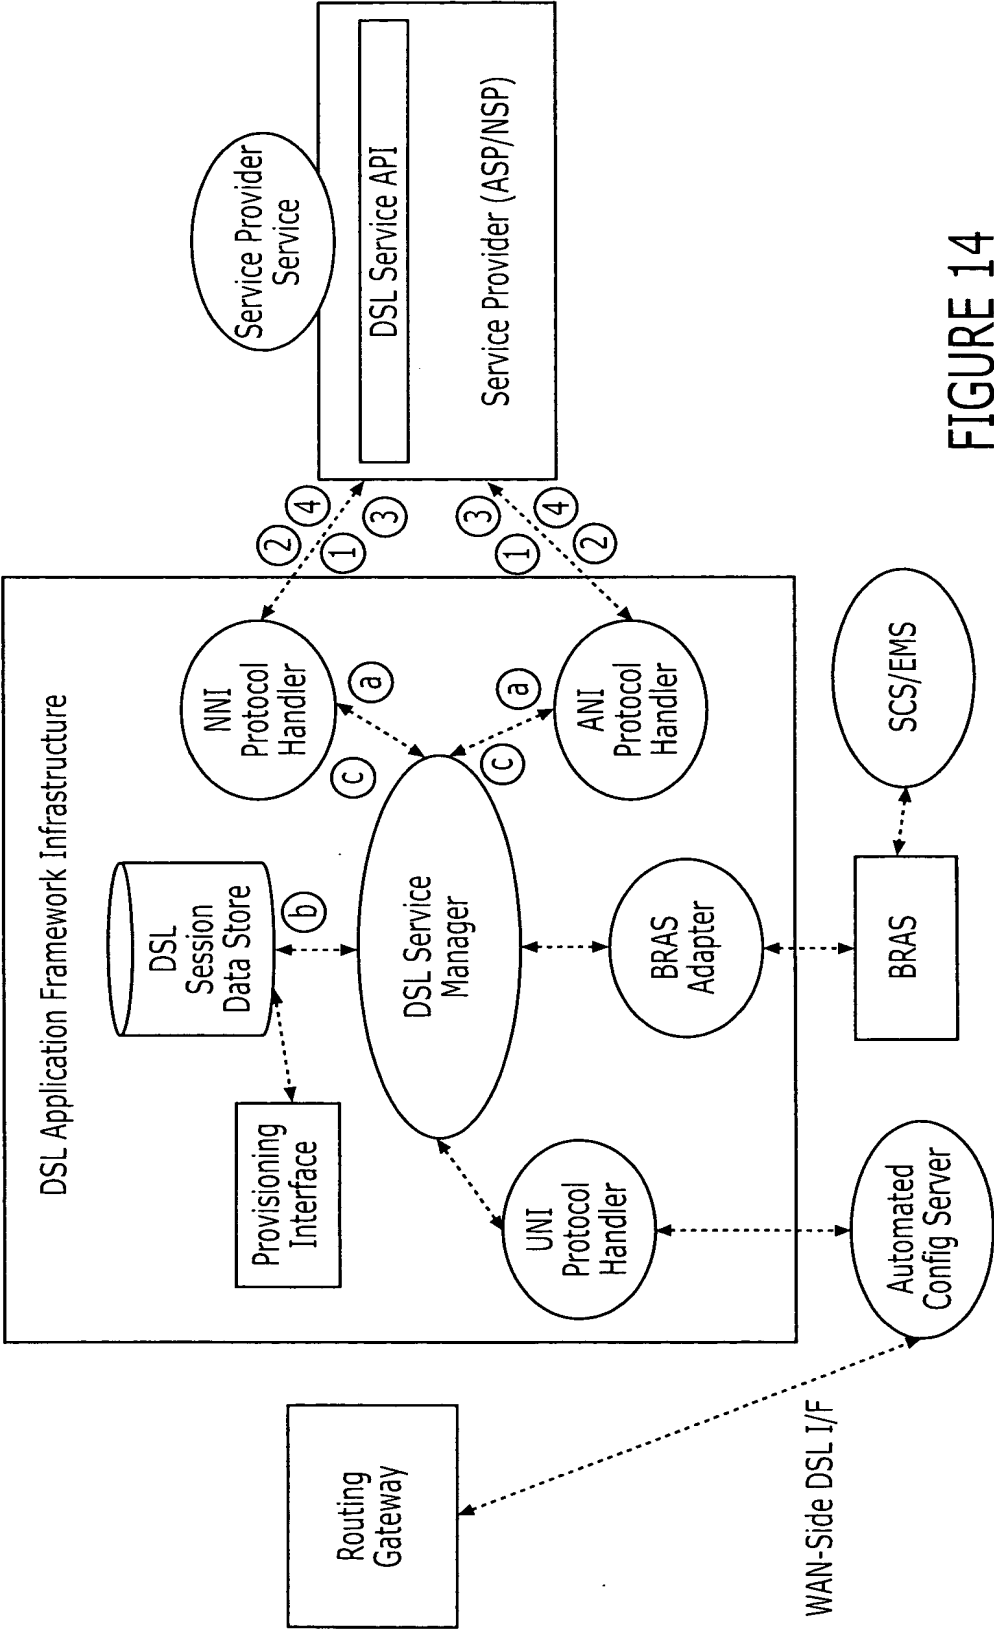 DSL Application Framework Infrastructure
Provisioning
Interface
DSL
Session
Data Store
b
NNI
Protocol
Handler
a
c
DSL Service
Manager
a
c
UNI
Protocol
Handler
BRAS
Adapter
ANI
Protocol
Handler
2
4
1
3
3
1
4
2
Service Provider
Service
DSL Service API
Service Provider (ASP/NSP)
Routing
Gateway
WAN-Side DSL I/F
Automated
Config Server
BRAS
SCS/EMS
FIGURE 14